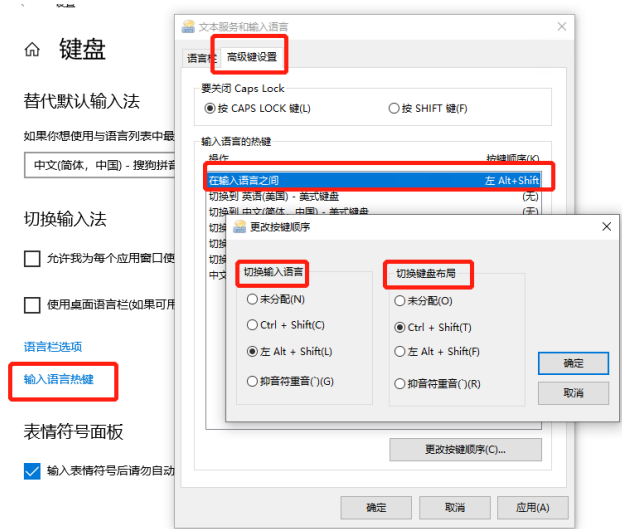 键盘
替代默认输入法
如果你想使用与语言列表中最
中文(简体，中国) - 搜狗拼音
切换输入法
允许我为每个应用窗口使
使用桌面语言栏(如果可用
语言栏选项
输入语言热键
表情符号面板
输入表情符号后请勿自动
文本服务和输入语言
语言栏 高级键设置
要关闭 Caps Lock
按 CAPS LOCK 键(L) 按 SHIFT 键(F)
输入语言的热键
操作 按键顺序(K)
在输入语言之间 左 Alt+Shift
切换到 英语(美国) - 美式键盘 (无)
切换到 中文(简体，中国) - 美式键盘 (无)
切换
切换
切换
中文
更改按键顺序
切换输入语言
未分配(N)
Ctrl + Shift(C)
左 Alt + Shift(L)
抑音符重音(`)(G)
切换键盘布局
未分配(O)
Ctrl + Shift(T)
左 Alt + Shift(F)
抑音符重音(`)(R)
确定
取消
更改按键顺序(C)...
确定 取消 应用(A)